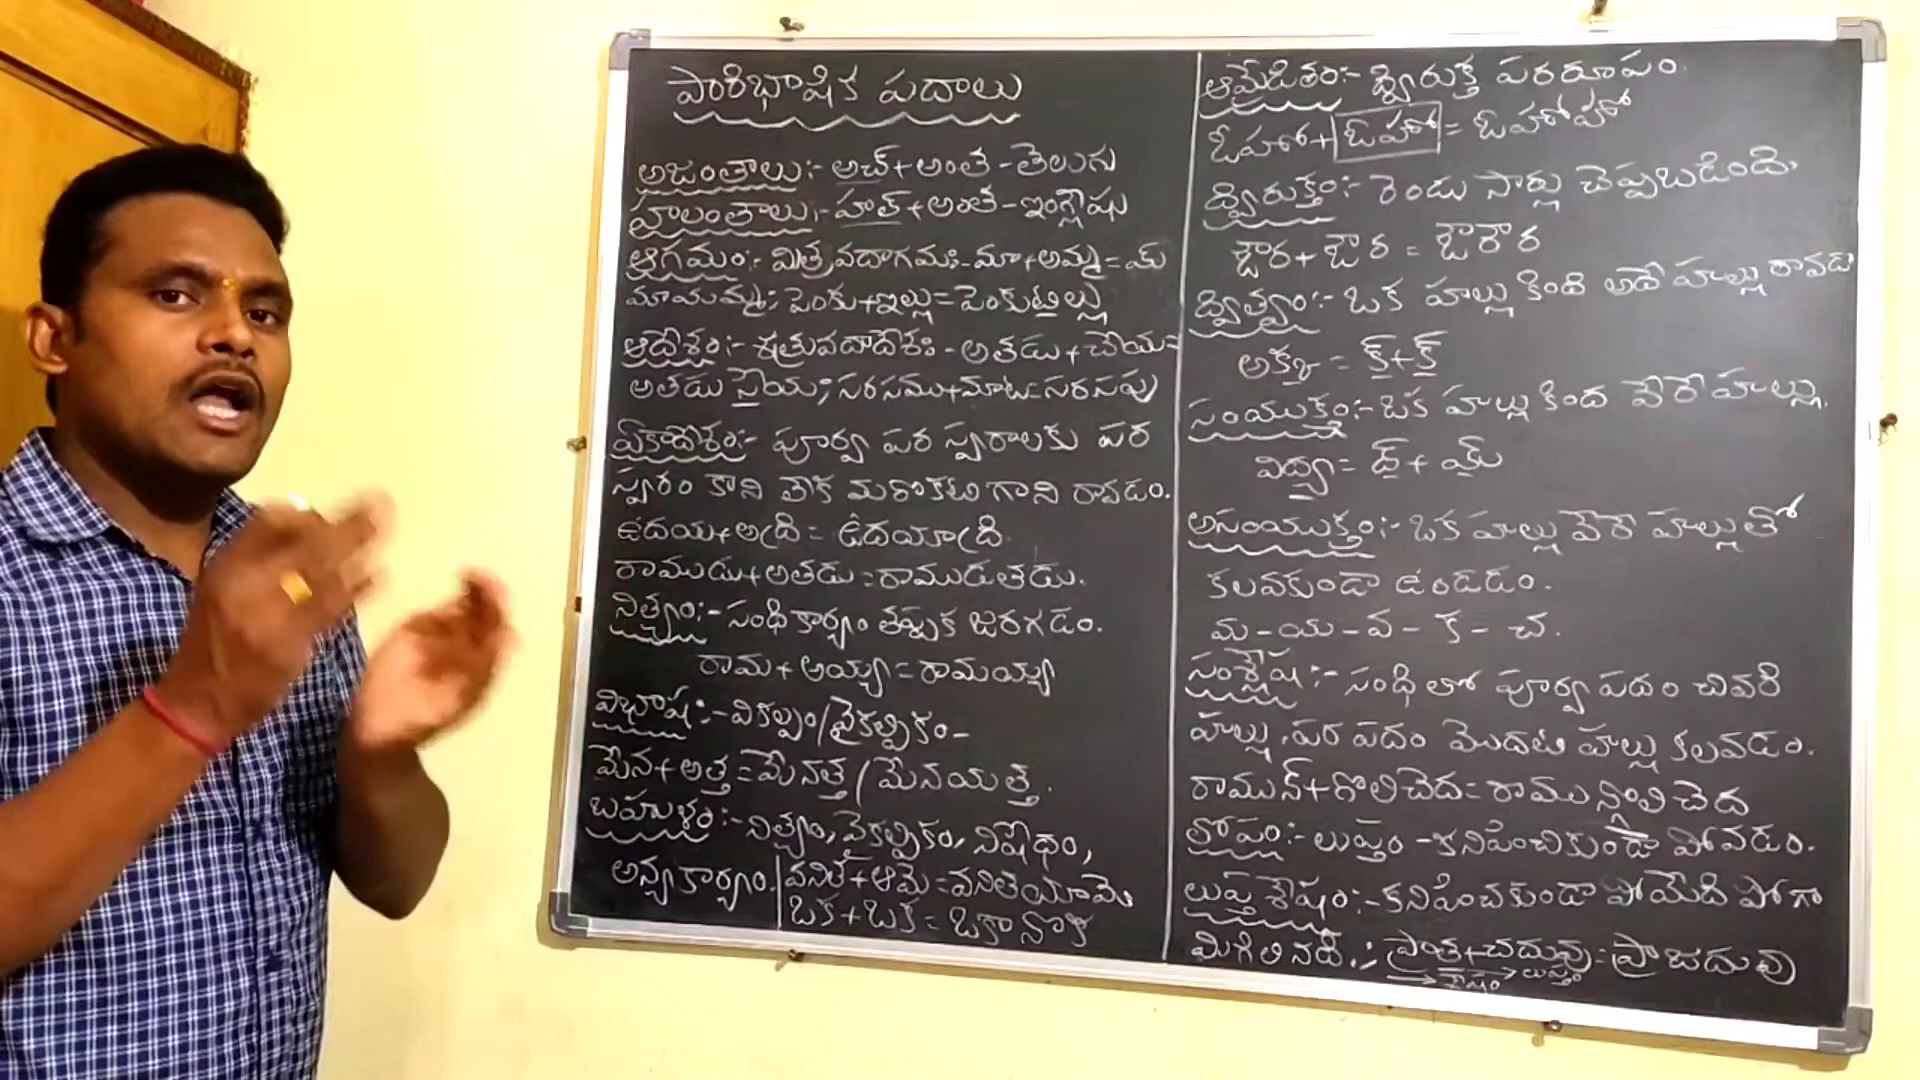 పారిభాషిక పదాలు
అజంతాలు:- అచ్+అంత - తెలుగు
హలంతాలు:- హల్+అంత - ఇంగ్లీషు
ఆగమం:- మిత్రవదాగమః - మా+అమ్మ = య్
మాయమ్మ; పెంకు+ఇల్లు = పెంకుటిల్లు
ఆదేశం:- శత్రువదాదేశః - అతడు + చేయ =
అతడు సేయ; సరసము+మాట = సరసపు
ఏకాదేశం:- పూర్వ పర స్వరాలకు పర
స్వరం కాని వేరొక మరొకటి గాని రావడం.
ఉదయ+అద్రి = ఉదయాద్రి
రాముడు+అతడు = రాముడతడు.
నిత్యం:- సంధి కార్యం తప్పక జరగడం.
రామ + అయ్య = రామయ్య
విభాష:- వికల్పం/వైకల్పికం -
మేన+అత్త = మేనత్త / మేనయత్త.
బహుళం:- నిత్యం, వైకల్పికం, నిషేధం,
అన్యకార్యం. వనిత+ఆమె = వనితయామె
ఒక+ఒక = ఒకానొక
ఆమ్రేడితం:- ద్విరుక్త పరరూపం.
ఓహో+ ఓహో = ఓహోహో
ద్విరుక్తం:- రెండు సార్లు చెప్పబడింది.
ఔర + ఔర = ఔరౌర
ద్విత్వం:- ఒక హల్లు కింద అదే హల్లు రావడం
అక్క = క్+క్
సంయుక్తం:- ఒక హల్లు కింద వేరే హల్లు.
విద్య = ద్ + య్
అసంయుక్తం:- ఒక హల్లు వేరే హల్లుతో
కలవకుండా ఉండడం.
మ - య - వ - క - చ.
సంశ్లేష:- సంధి లో పూర్వ పదం చివరి
హల్లు, పర పదం మొదటి హల్లు కలవడం.
రామున్+గొలిచెద = రామున్గొలిచెద
లోపం:- లుప్తం - కనిపించికుండా పోవడం.
లుప్త శేషం:- కనిపించకుండా పోయేది పోగా
మిగిలినది.:- ప్రాంత+చదువు = ప్రాజదువు
శేషం లుప్తం